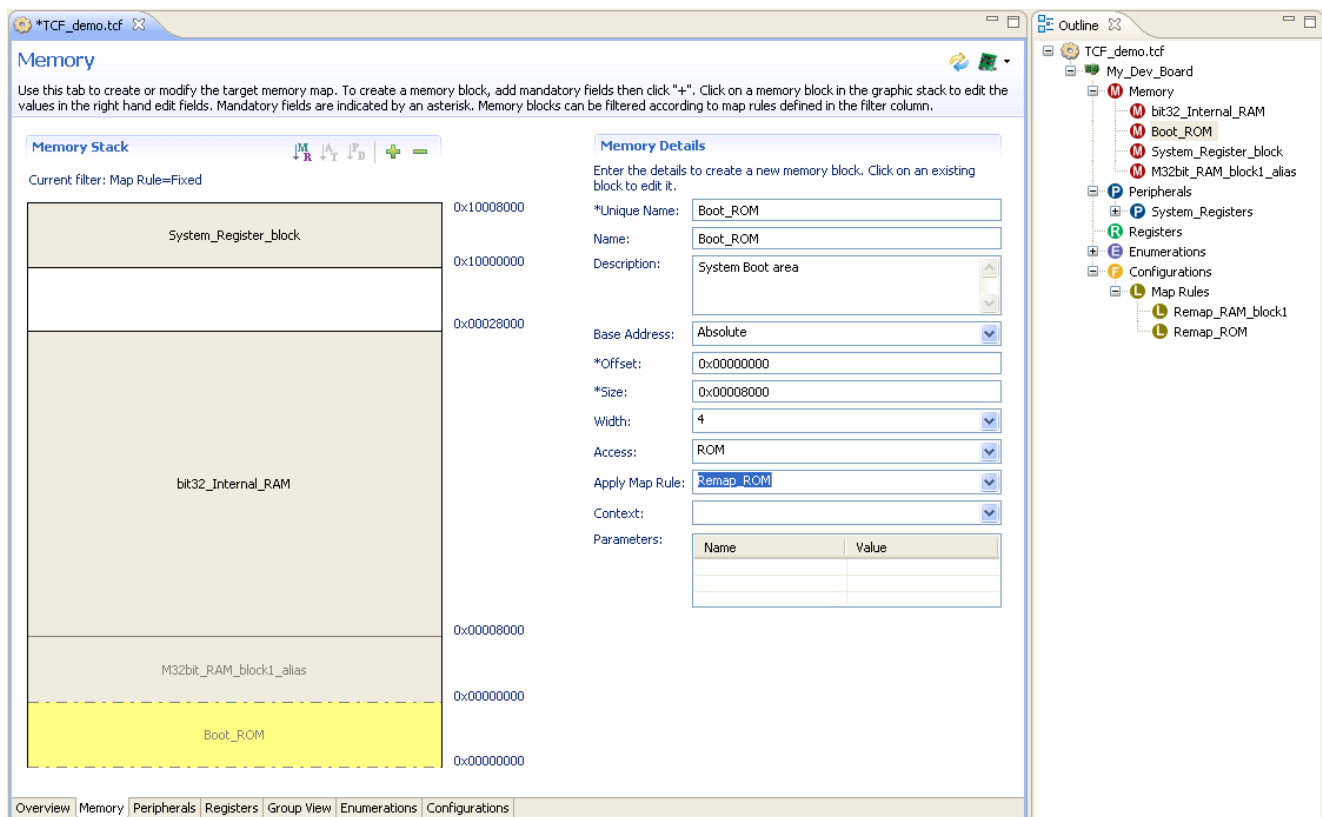 *TCF_demo.tcf
Memory
Use this tab to create or modify the target memory map. To create a memory block, add mandatory fields then click "+". Click on a memory block in the graphic stack to edit the
values in the right hand edit fields. Mandatory fields are indicated by an asterisk. Memory blocks can be filtered according to map rules defined in the filter column.
Memory Stack
Current filter: Map Rule=Fixed
0x10008000
System_Register_block
0x10000000
0x00028000
bit32_Internal_RAM
0x00008000
M32bit_RAM_block1_alias
0x00000000
Boot_ROM
0x00000000
Memory Details
Enter the details to create a new memory block. Click on an existing
block to edit it.
*Unique Name: Boot_ROM
Name: Boot_ROM
Description: System Boot area
Base Address: Absolute
*Offset: 0x00000000
*Size: 0x00008000
Width: 4
Access: ROM
Apply Map Rule: Remap_ROM
Context:
Parameters:
Name Value
Overview Memory Peripherals Registers Group View Enumerations Configurations
Outline
TCF_demo.tcf
My_Dev_Board
M Memory
M bit32_Internal_RAM
M Boot_ROM
M System_Register_block
M M32bit_RAM_block1_alias
P Peripherals
P System_Registers
R Registers
E Enumerations
F Configurations
L Map Rules
L Remap_RAM_block1
L Remap_ROM